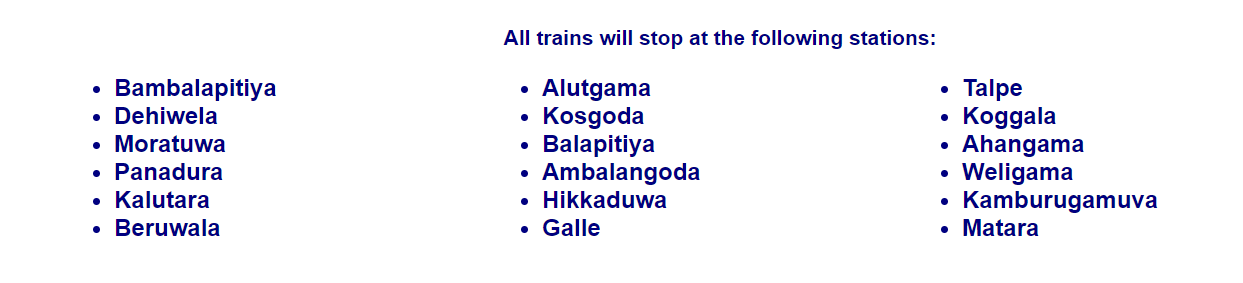 All trains will stop at the following stations:
Bambalapitiya
Dehiwela
Moratuwa
Panadura
Kalutara
Beruwala
Alutgama
Kosgoda
Balapitiya
Ambalangoda
Hikkaduwa
Galle
Talpe
Koggala
Ahangama
Weligama
Kamburugamuva
Matara